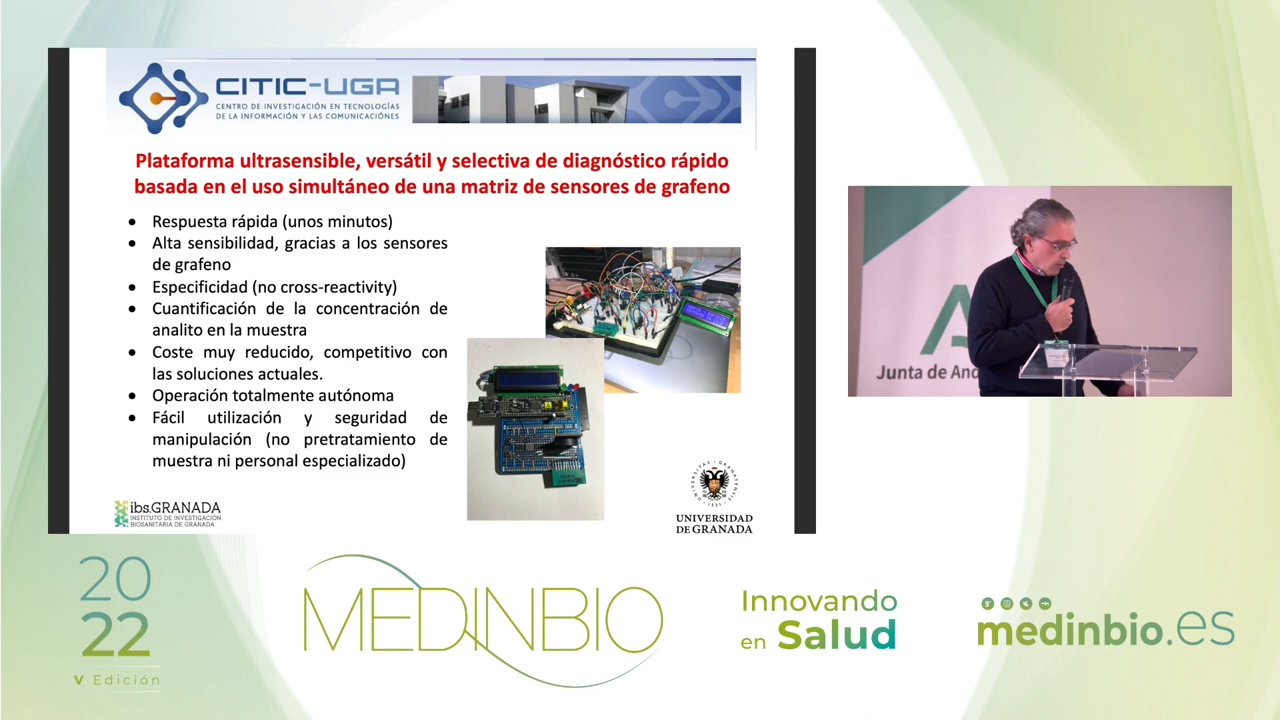 CITIC-UGR
CENTRO DE INVESTIGACIÓN EN TECNOLOGÍAS
DE LA INFORMACIÓN Y LAS COMUNICACIÓNES
Plataforma ultrasensible, versátil y selectiva de diagnóstico rápido
basada en el uso simultáneo de una matriz de sensores de grafeno
• Respuesta rápida (unos minutos)
• Alta sensibilidad, gracias a los sensores
de grafeno
• Especificidad (no cross-reactivity)
• Cuantificación de la concentración de
analito en la muestra
• Coste muy reducido, competitivo con
las soluciones actuales.
• Operación totalmente autónoma
• Fácil utilización y seguridad de
manipulación (no pretratamiento de
muestra ni personal especializado)
ibs.GRANADA
INSTITUTO DE INVESTIGACIÓN
BIOSANITARIA DE GRANADA
UNIVERSIDAD
DE GRANADA
A
Junta de And
20
22
V Edición
MEDINBIO
Innovando
en Salud
medinbio.es